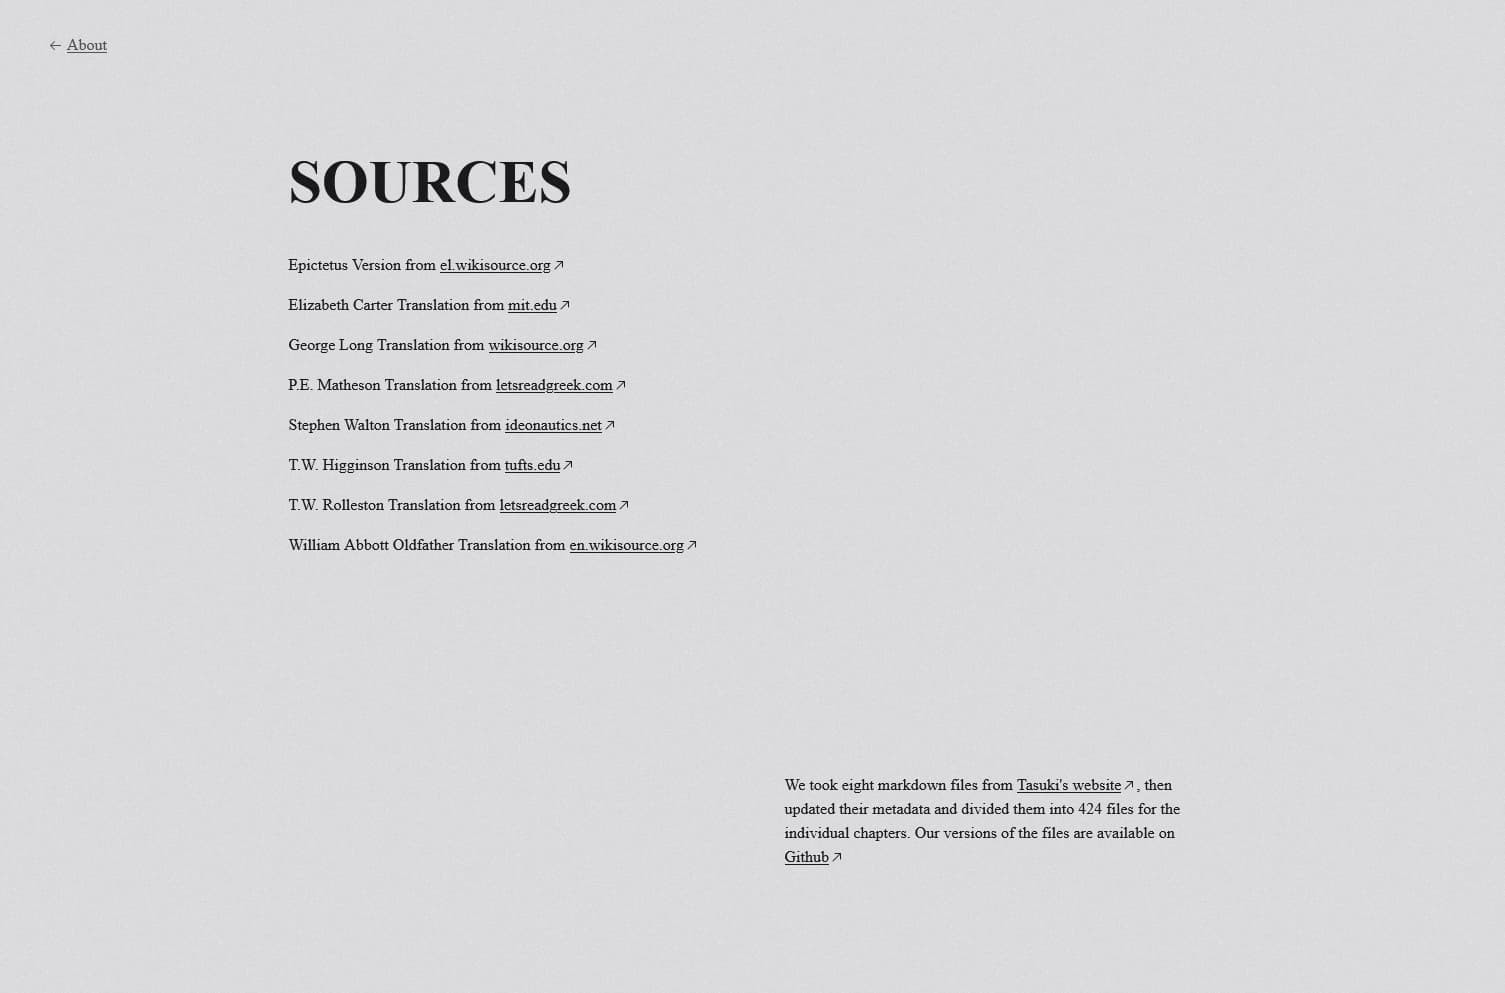 ← About
SOURCES
Epictetus Version from el.wikisource.org ↗
Elizabeth Carter Translation from mit.edu ↗
George Long Translation from wikisource.org ↗
P.E. Matheson Translation from letsreadgreek.com ↗
Stephen Walton Translation from ideonautics.net ↗
T.W. Higginson Translation from tufts.edu ↗
T.W. Rolleston Translation from letsreadgreek.com ↗
William Abbott Oldfather Translation from en.wikisource.org ↗
We took eight markdown files from Tasuki's website ↗, then
updated their metadata and divided them into 424 files for the
individual chapters. Our versions of the files are available on
Github ↗